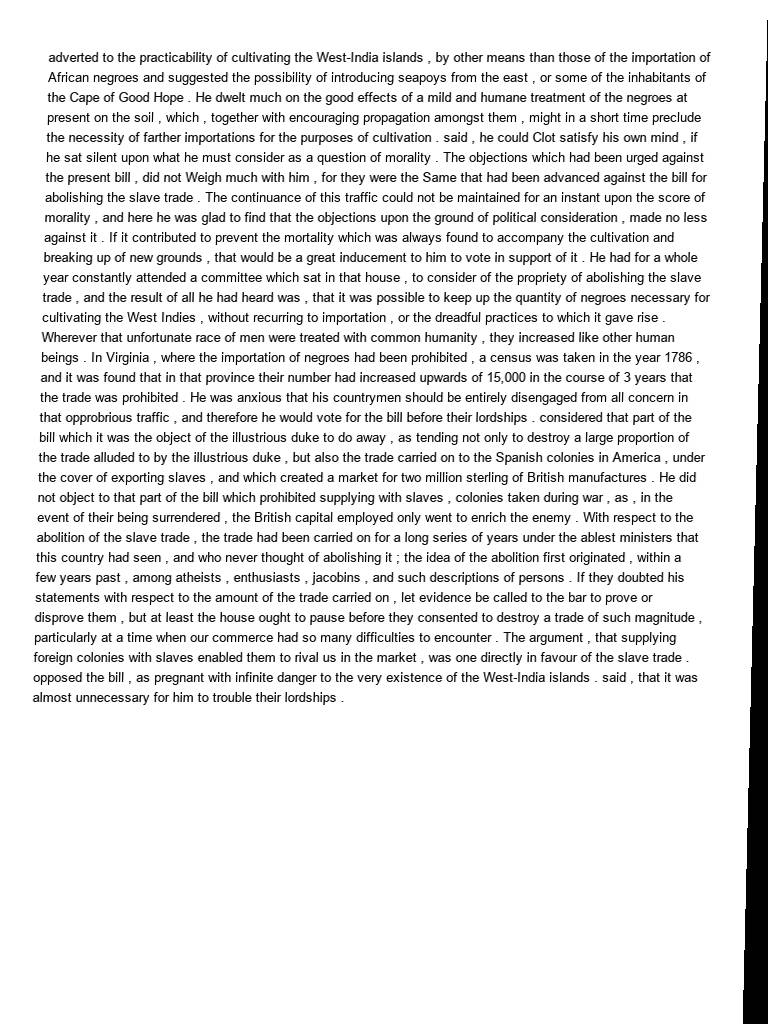 adverted to the practicability of cultivating the West-India islands , by other means than those of the importation of
African negroes and suggested the possibility of introducing seapoys from the east , or some of the inhabitants of
the Cape of Good Hope . He dwelt much on the good effects of a mild and humane treatment of the negroes at
present on the soil , which , together with encouraging propagation amongst them , might in a short time preclude
the necessity of farther importations for the purposes of cultivation . said , he could Clot satisfy his own mind , if
he sat silent upon what he must consider as a question of morality . The objections which had been urged against
the present bill , did not Weigh much with him , for they were the Same that had been advanced against the bill for
abolishing the slave trade . The continuance of this traffic could not be maintained for an instant upon the score of
morality , and here he was glad to find that the objections upon the ground of political consideration , made no less
against it . If it contributed to prevent the mortality which was always found to accompany the cultivation and
breaking up of new grounds , that would be a great inducement to him to vote in support of it . He had for a whole
year constantly attended a committee which sat in that house , to consider of the propriety of abolishing the slave
trade , and the result of all he had heard was , that it was possible to keep up the quantity of negroes necessary for
cultivating the West Indies , without recurring to importation , or the dreadful practices to which it gave rise .
Wherever that unfortunate race of men were treated with common humanity , they increased like other human
beings . In Virginia , where the importation of negroes had been prohibited , a census was taken in the year 1786 ,
and it was found that in that province their number had increased upwards of 15,000 in the course of 3 years that
the trade was prohibited . He was anxious that his countrymen should be entirely disengaged from all concern in
that opprobrious traffic , and therefore he would vote for the bill before their lordships . considered that part of the
bill which it was the object of the illustrious duke to do away , as tending not only to destroy a large proportion of
the trade alluded to by the illustrious duke , but also the trade carried on to the Spanish colonies in America , under
the cover of exporting slaves , and which created a market for two million sterling of British manufactures . He did
not object to that part of the bill which prohibited supplying with slaves , colonies taken during war , as , in the
event of their being surrendered , the British capital employed only went to enrich the enemy . With respect to the
abolition of the slave trade , the trade had been carried on for a long series of years under the ablest ministers that
this country had seen , and who never thought of abolishing it ; the idea of the abolition first originated , within a
few years past , among atheists , enthusiasts , jacobins , and such descriptions of persons . If they doubted his
statements with respect to the amount of the trade carried on , let evidence be called to the bar to prove or
disprove them , but at least the house ought to pause before they consented to destroy a trade of such magnitude ,
particularly at a time when our commerce had so many difficulties to encounter . The argument , that supplying
foreign colonies with slaves enabled them to rival us in the market , was one directly in favour of the slave trade .
opposed the bill , as pregnant with infinite danger to the very existence of the West-India islands . said , that it was
almost unnecessary for him to trouble their lordships .